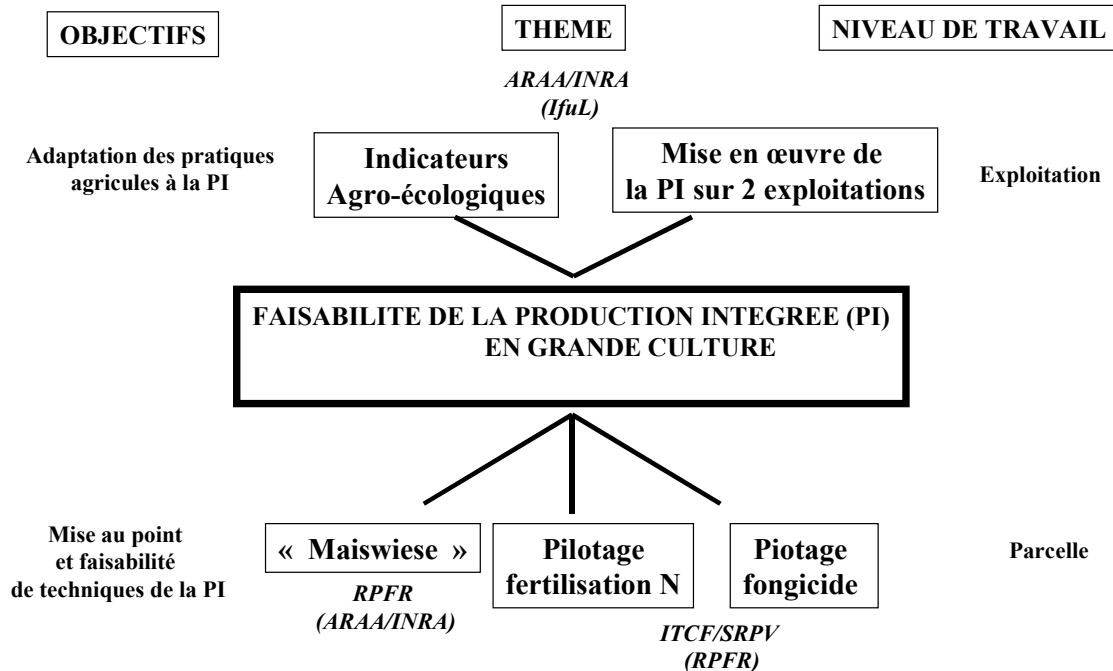 OBJECTIFS
THEME
NIVEAU DE TRAVAIL
ARAA/INRA
(IfuL)
Adaptation des pratiques
agricoles à la PI
Indicateurs
Agro-écologiques
Mise en œuvre de
la PI sur 2 exploitations
Exploitation
FAISABILITE DE LA PRODUCTION INTEGREE (PI)
EN GRANDE CULTURE
Mise au point
et faisabilité
de techniques de la PI
« Maiswiese »
RPFR
(ARAA/INRA)
Pilotage
fertilisation N
Piotage
fongicide
ITCF/SRPV
(RPFR)
Parcelle